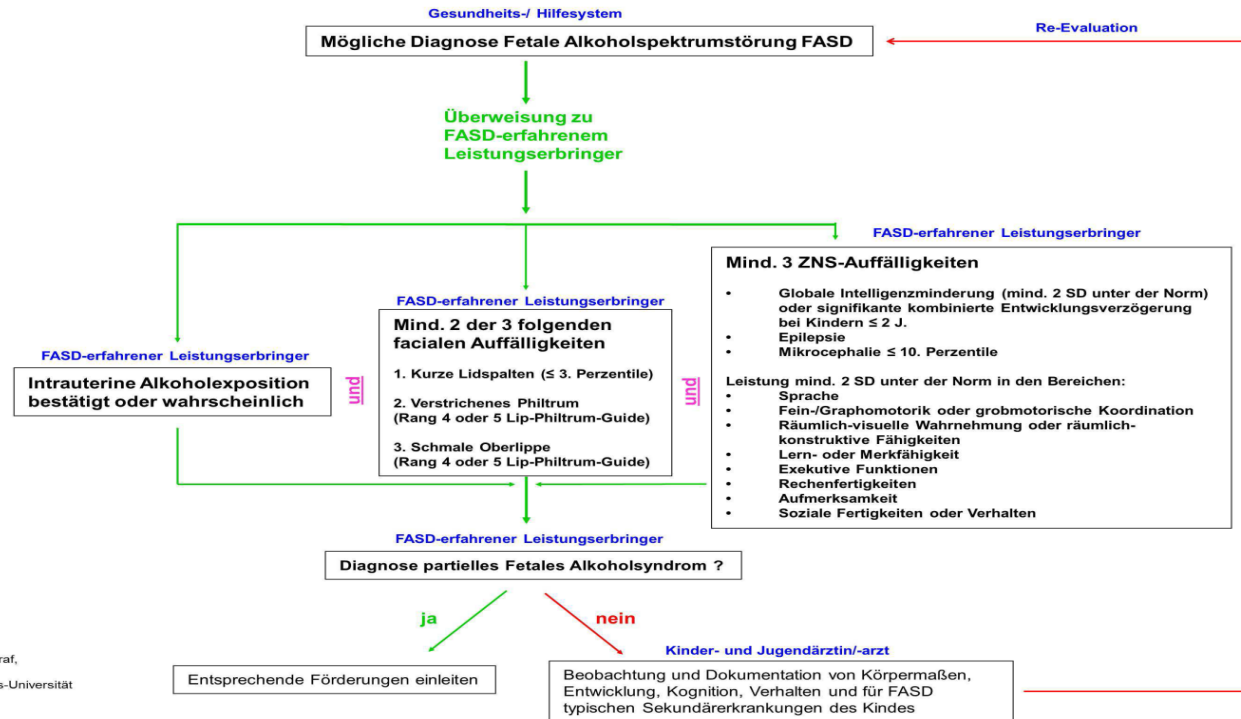 Gesundheits-/ Hilfesystem
Mögliche Diagnose Fetale Alkoholspektrumstörung FASD
Re-Evaluation
Überweisung zu
FASD-erfahrenem
Leistungserbringer
FASD-erfahrener Leistungserbringer
Intrauterine Alkoholexposition
bestätigt oder wahrscheinlich
und
FASD-erfahrener Leistungserbringer
Mind. 2 der 3 folgenden
facialen Auffälligkeiten
1. Kurze Lidspalten (≤ 3. Perzentile)
2. Verstrichenes Philtrum
(Rang 4 oder 5 Lip-Philtrum-Guide)
3. Schmale Oberlippe
(Rang 4 oder 5 Lip-Philtrum-Guide)
und
FASD-erfahrener Leistungserbringer
Mind. 3 ZNS-Auffälligkeiten
• Globale Intelligenzminderung (mind. 2 SD unter der Norm)
oder signifikante kombinierte Entwicklungsverzögerung
bei Kindern ≤ 2 J.
• Epilepsie
• Mikrocephalie ≤ 10. Perzentile
Leistung mind. 2 SD unter der Norm in den Bereichen:
• Sprache
• Fein-/Graphomotorik oder grobmotorische Koordination
• Räumlich-visuelle Wahrnehmung oder räumlich-
konstruktive Fähigkeiten
• Lern- oder Merkfähigkeit
• Exekutive Funktionen
• Rechenfertigkeiten
• Aufmerksamkeit
• Soziale Fertigkeiten oder Verhalten
FASD-erfahrener Leistungserbringer
Diagnose partielles Fetales Alkoholsyndrom ?
ja
nein
Entsprechende Förderungen einleiten
Kinder- und Jugendärztin/-arzt
Beobachtung und Dokumentation von Körpermaßen,
Entwicklung, Kognition, Verhalten und für FASD
typischen Sekundärerkrankungen des Kindes
raf,
s-Universität